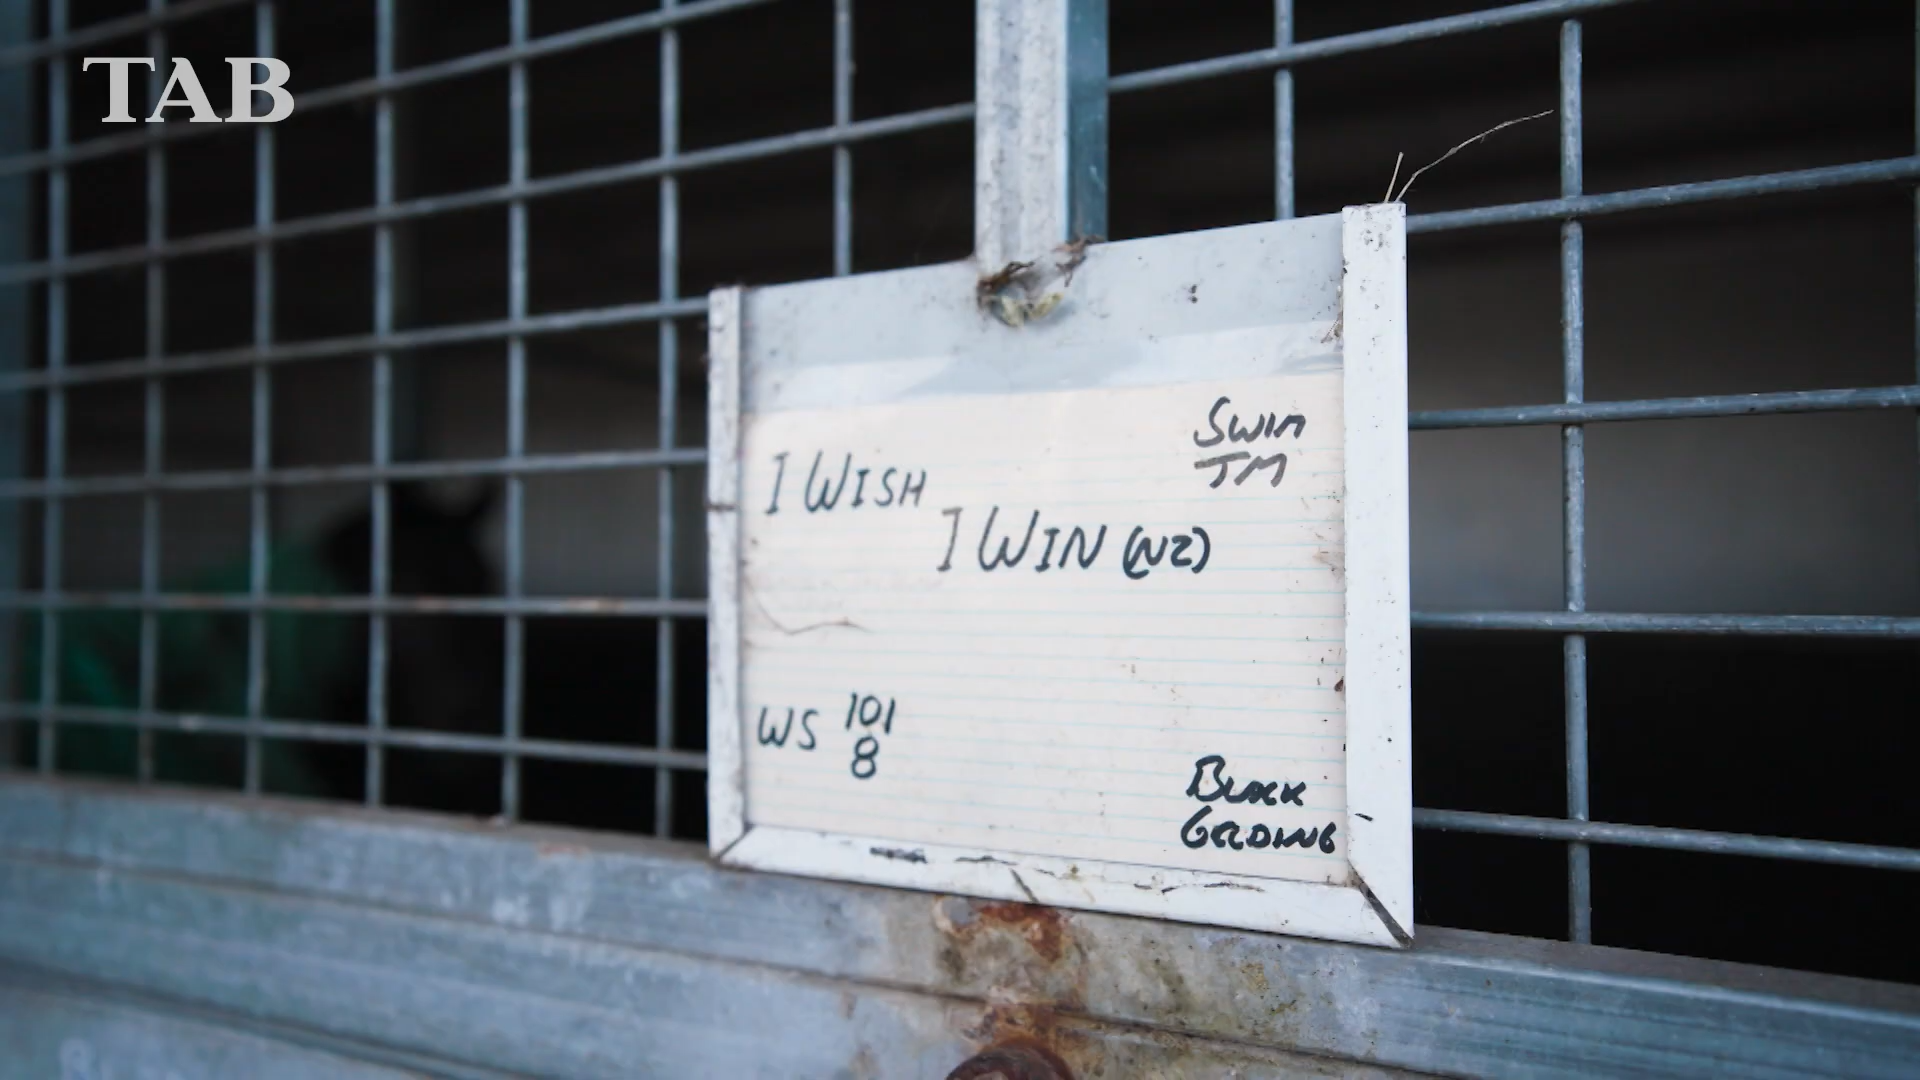 TAB
SWIM
TM
I WISH
I WIN (NZ)
WS 101
8
BLACK
GELDING